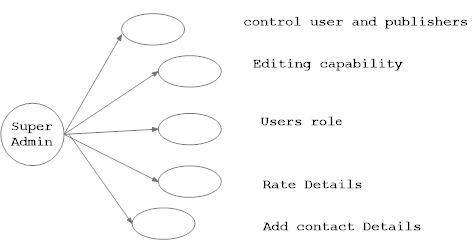 control user and publishers
Editing capability
Users role
Super
Admin
Rate Details
Add contact Details